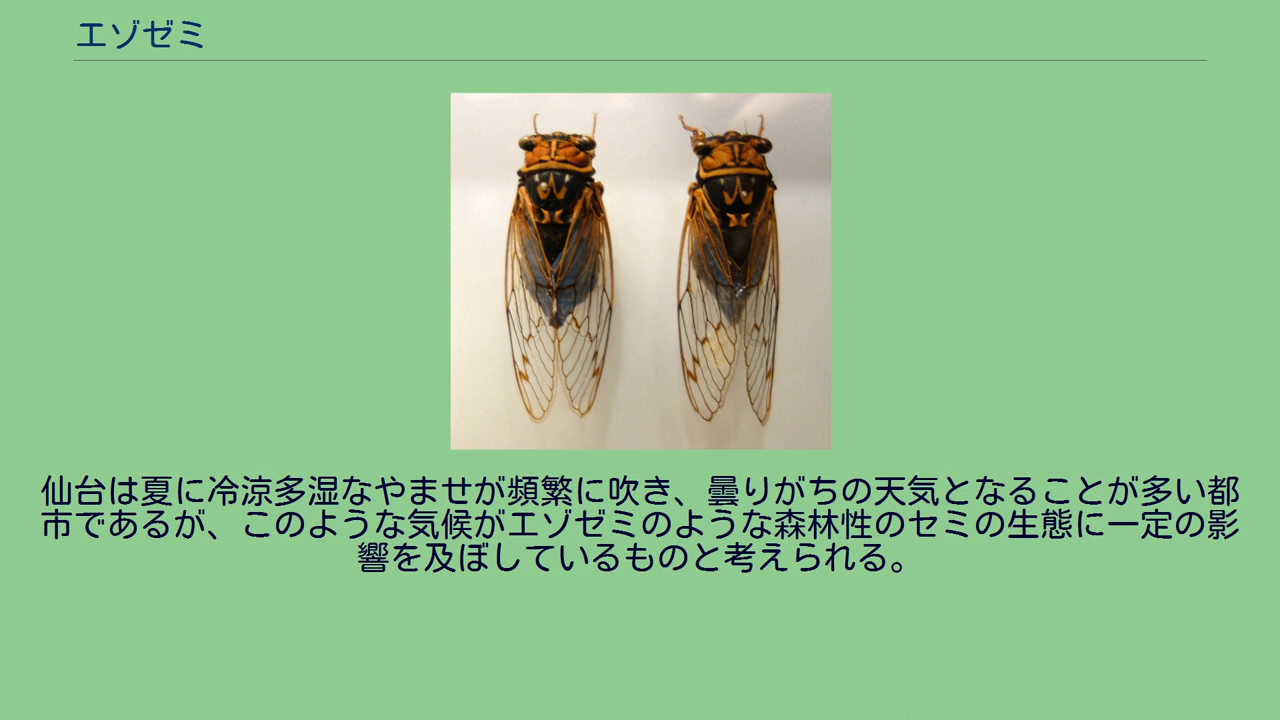 エゾゼミ
仙台は夏に冷涼多湿なやませが頻繁に吹き、曇りがちの天気となることが多い都
市であるが、このような気候がエゾゼミのような森林性のセミの生態に一定の影
響を及ぼしているものと考えられる。